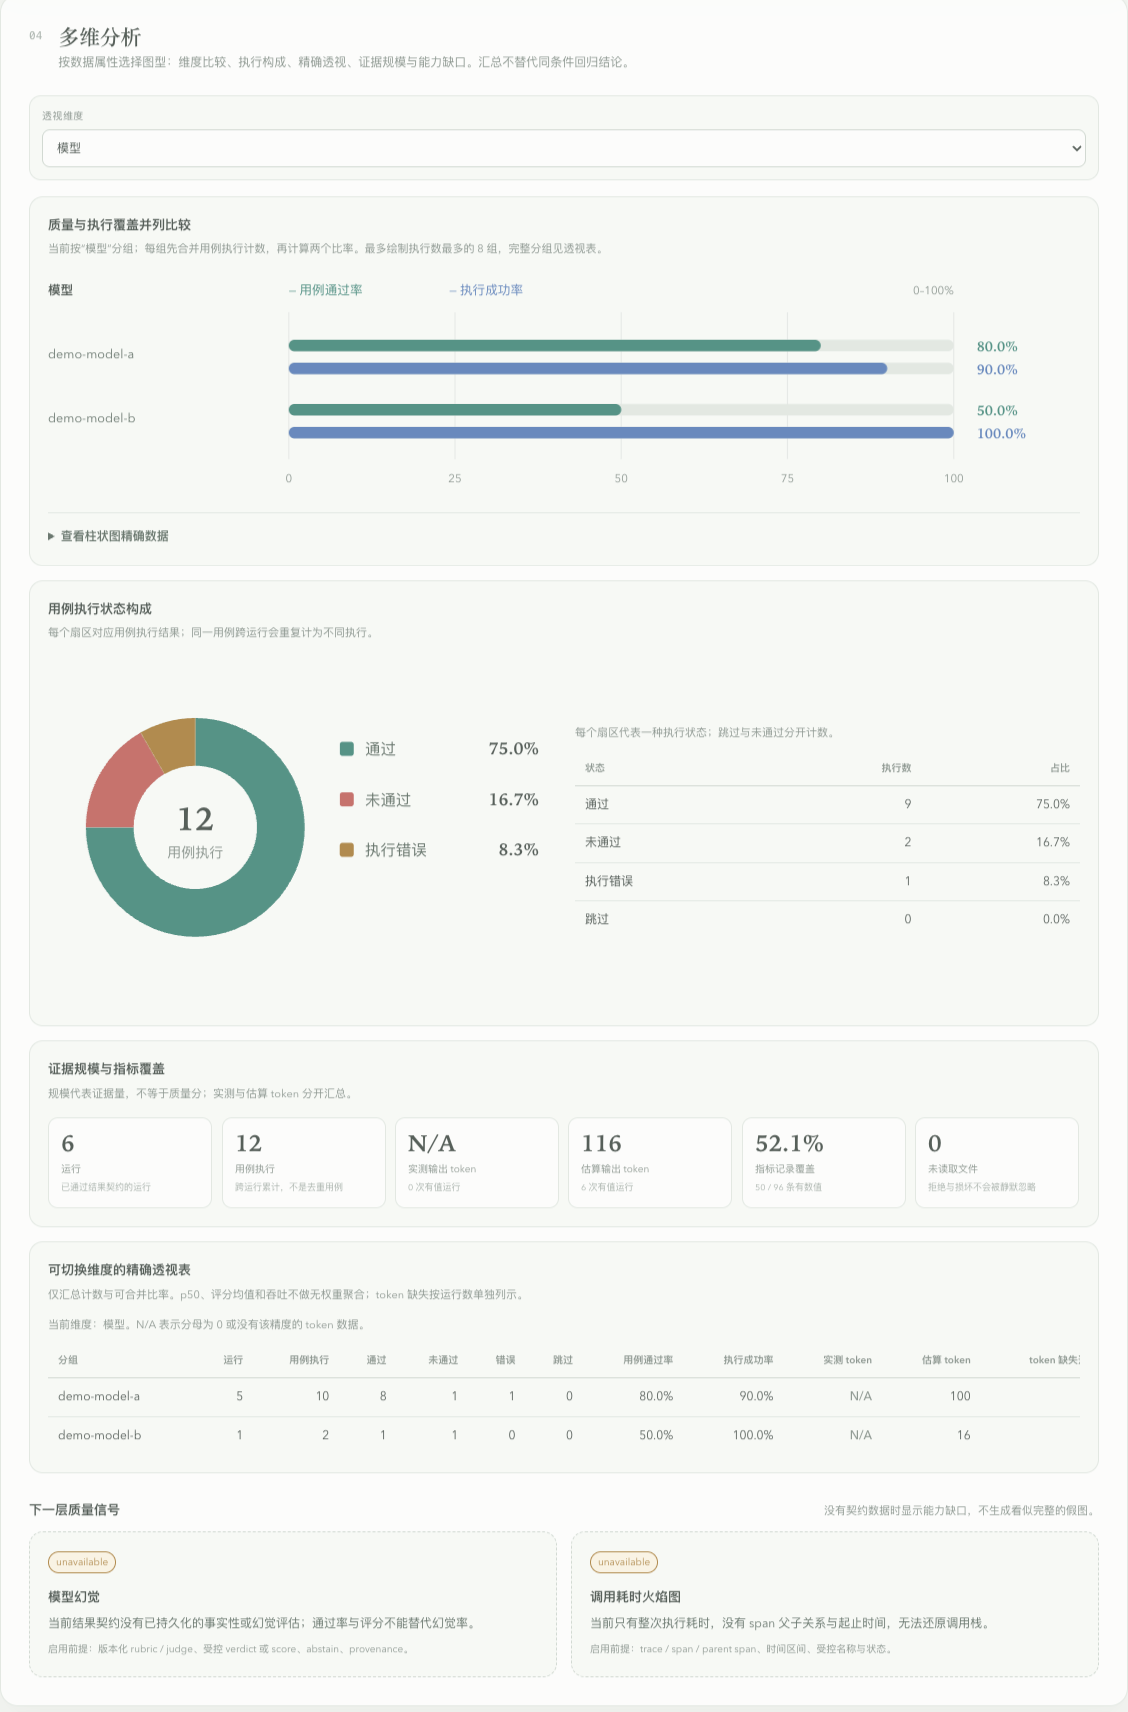 04 多维分析
按数据属性选择图型：维度比较、执行构成、精确透视、证据规模与能力缺口。汇总不替代同条件回归结论。
透视维度
模型
质量与执行覆盖并列比较
当前按“模型”分组；每组先合并用例执行计数，再计算两个比率。最多绘制执行数最多的 8 组，完整分组见透视表。
模型 — 用例通过率 — 执行成功率 0–100%
demo-model-a 80.0%
90.0%
demo-model-b 50.0%
100.0%
0 25 50 75 100
查看柱状图精确数据
用例执行状态构成
每个扇区对应用例执行结果；同一用例跨运行会重复计为不同执行。
12
用例执行
通过 75.0%
未通过 16.7%
执行错误 8.3%
每个扇区代表一种执行状态；跳过与未通过分开计数。
状态 执行数 占比
通过 9 75.0%
未通过 2 16.7%
执行错误 1 8.3%
跳过 0 0.0%
证据规模与指标覆盖
规模代表证据量，不等于质量分；实测与估算 token 分开汇总。
6
运行
已通过结果契约的运行
12
用例执行
跨运行累计，不是去重用例
N/A
实测输出 token
0 次有值运行
116
估算输出 token
6 次有值运行
52.1%
指标记录覆盖
50 / 96 条有数值
0
未读取文件
拒绝与损坏不会被静默忽略
可切换维度的精确透视表
仅汇总计数与可合并比率。p50、评分均值和吞吐不做无权重聚合；token 缺失按运行数单独列示。
当前维度：模型。N/A 表示分母为 0 或没有该精度的 token 数据。
分组 运行 用例执行 通过 未通过 错误 跳过 用例通过率 执行成功率 实测 token 估算 token token 缺失
demo-model-a 5 10 8 1 1 0 80.0% 90.0% N/A 100
demo-model-b 1 2 1 1 0 0 50.0% 100.0% N/A 16
下一层质量信号 没有契约数据时显示能力缺口，不生成看似完整的假图。
unavailable
模型幻觉
当前结果契约没有已持久化的事实性或幻觉评估；通过率与评分不能替代幻觉率。
启用前提：版本化 rubric / judge、受控 verdict 或 score、abstain、provenance。
unavailable
调用耗时火焰图
当前只有整次执行耗时，没有 span 父子关系与起止时间，无法还原调用栈。
启用前提：trace / span / parent span、时间区间、受控名称与状态。